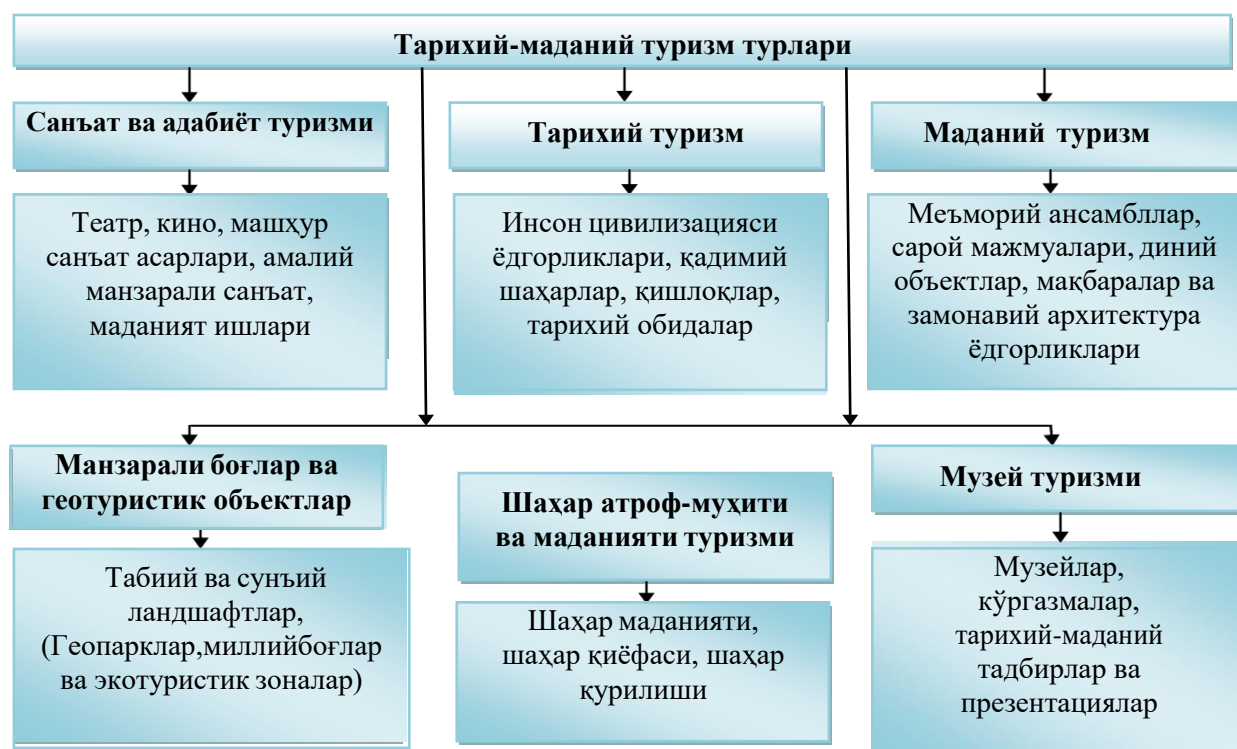 Тарихий-маданий туризм турлари
Санъат ва адабиёт туризми
Театр, кино, машҳур
санъат асарлари, амалий
манзарали санъат,
маданият ишлари
Тарихий туризм
Инсон цивилизацияси
ёдгорликлари, қадимий
шаҳарлар, қишлоқлар,
тарихий обидалар
Маданий туризм
Меъморий ансамбллар,
сарой мажмуалари, диний
объектлар, мақбаралар ва
замонавий архитектура
ёдгорликлари
Манзарали боғлар ва
геотуристик объектлар
Табиий ва сунъий
ландшафтлар,
(Геопарклар,миллийбоғлар
ва экотуристик зоналар)
Шаҳар атроф-муҳити
ва маданияти туризми
Шаҳар маданияти,
шаҳар қиёфаси, шаҳар
қурилиши
Музей туризми
Музейлар,
кўргазмалар,
тарихий-маданий
тадбирлар ва
презентациялар